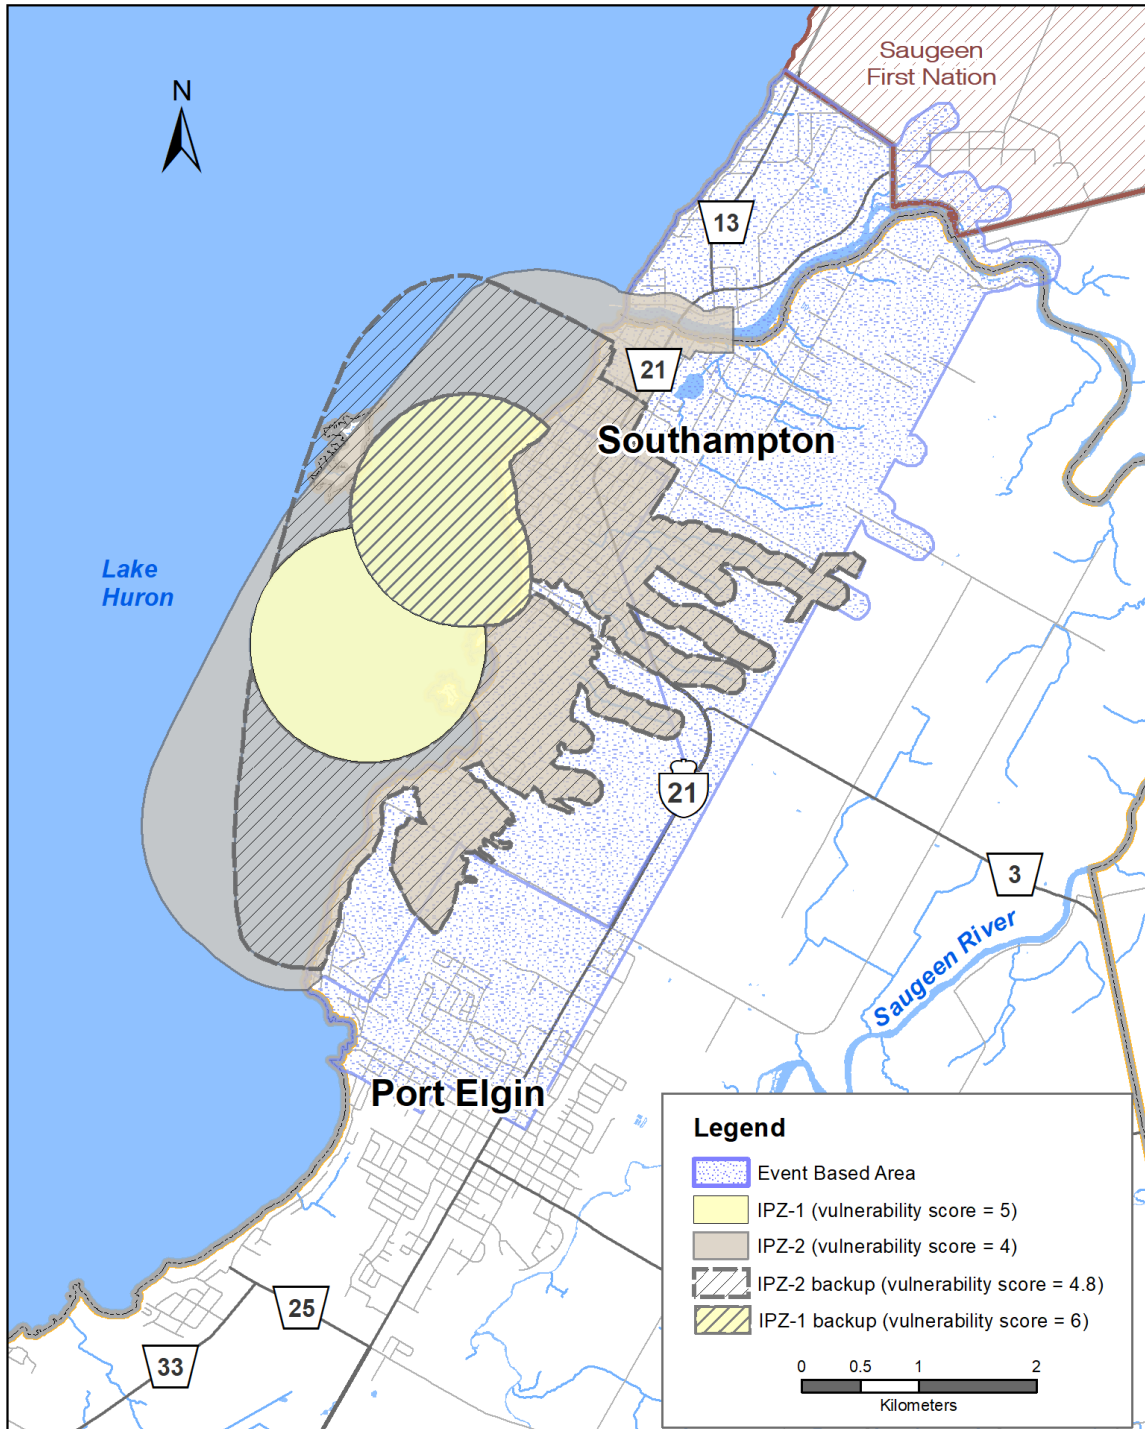 Saugeen
First Nation
N
13
21
Southampton
Lake
Huron
21
3
Saugeen River
Port Elgin
25
33
Legend
Event Based Area
IPZ-1 (vulnerability score = 5)
IPZ-2 (vulnerability score = 4)
IPZ-2 backup (vulnerability score = 4.8)
IPZ-1 backup (vulnerability score = 6)
0 0.5 1 2
Kilometers